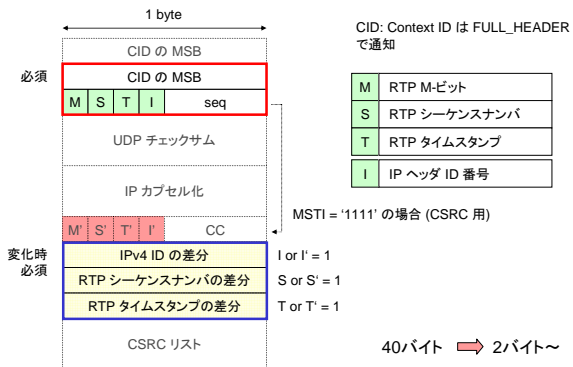 1 byte
CID の MSB
必須
CID の MSB
M S T I seq
UDP チェックサム
IP カプセル化
M' S' T' I' CC
変化時
必須
IPv4 ID の差分
I or I' = 1
RTP シーケンスナンバの差分
S or S' = 1
RTP タイムスタンプの差分
T or T' = 1
CSRC リスト
CID: Context ID は FULL_HEADER
で通知
M RTP M-ビット
S RTP シーケンスナンバ
T RTP タイムスタンプ
I IP ヘッダ ID 番号
MSTI = '1111' の場合 (CSRC 用)
40バイト 2バイト～